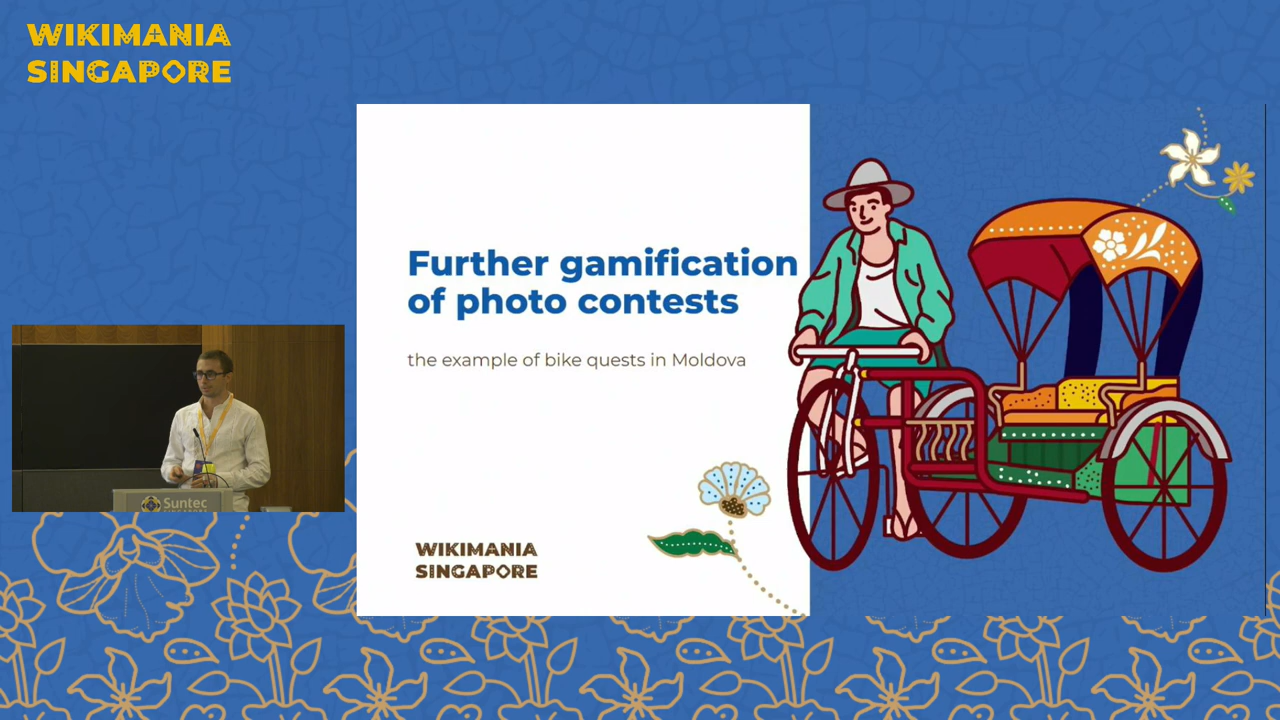 WIKIMANIA
SINGAPORE
Further gamification
of photo contests
the example of bike quests in Moldova
WIKIMANIA
SINGAPORE
Suntec